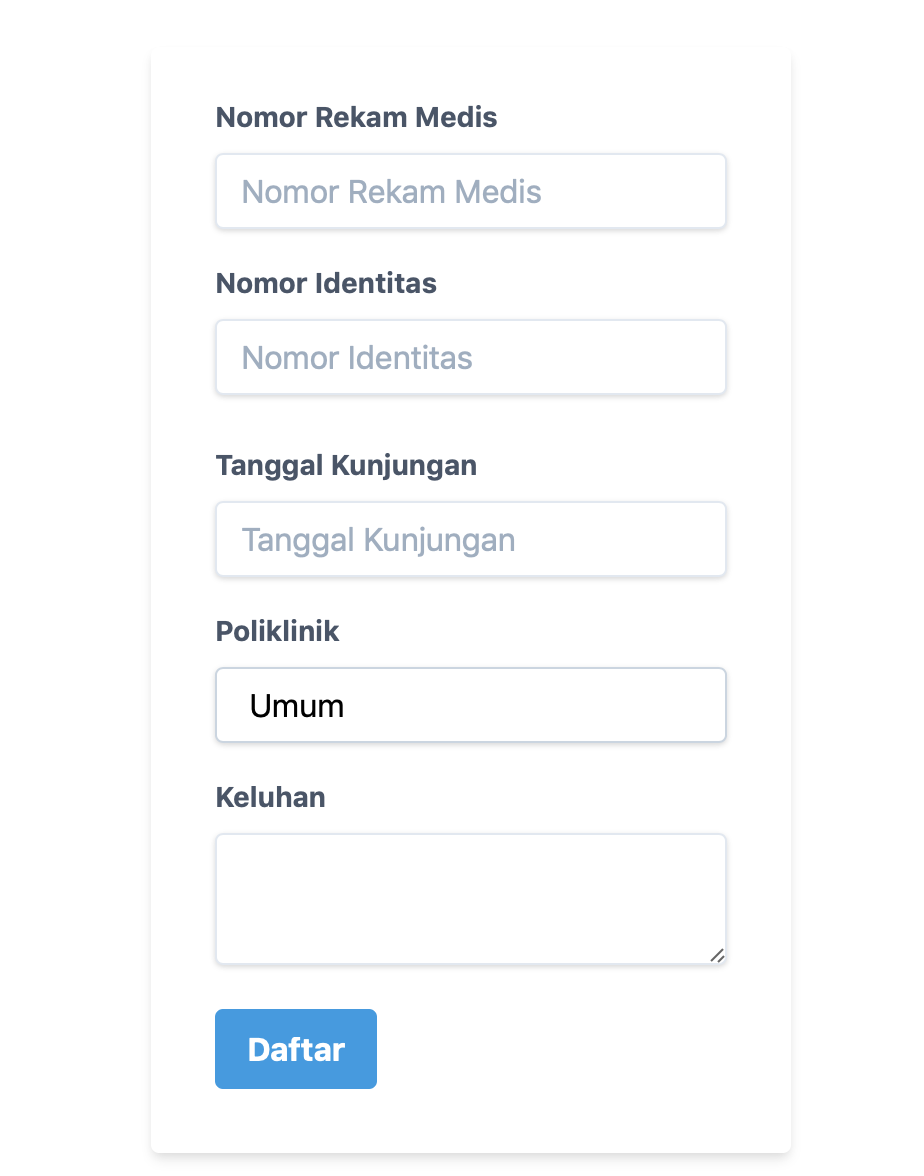 Nomor Rekam Medis
Nomor Rekam Medis
Nomor Identitas
Nomor Identitas
Tanggal Kunjungan
Tanggal Kunjungan
Poliklinik
Umum
Keluhan
Daftar